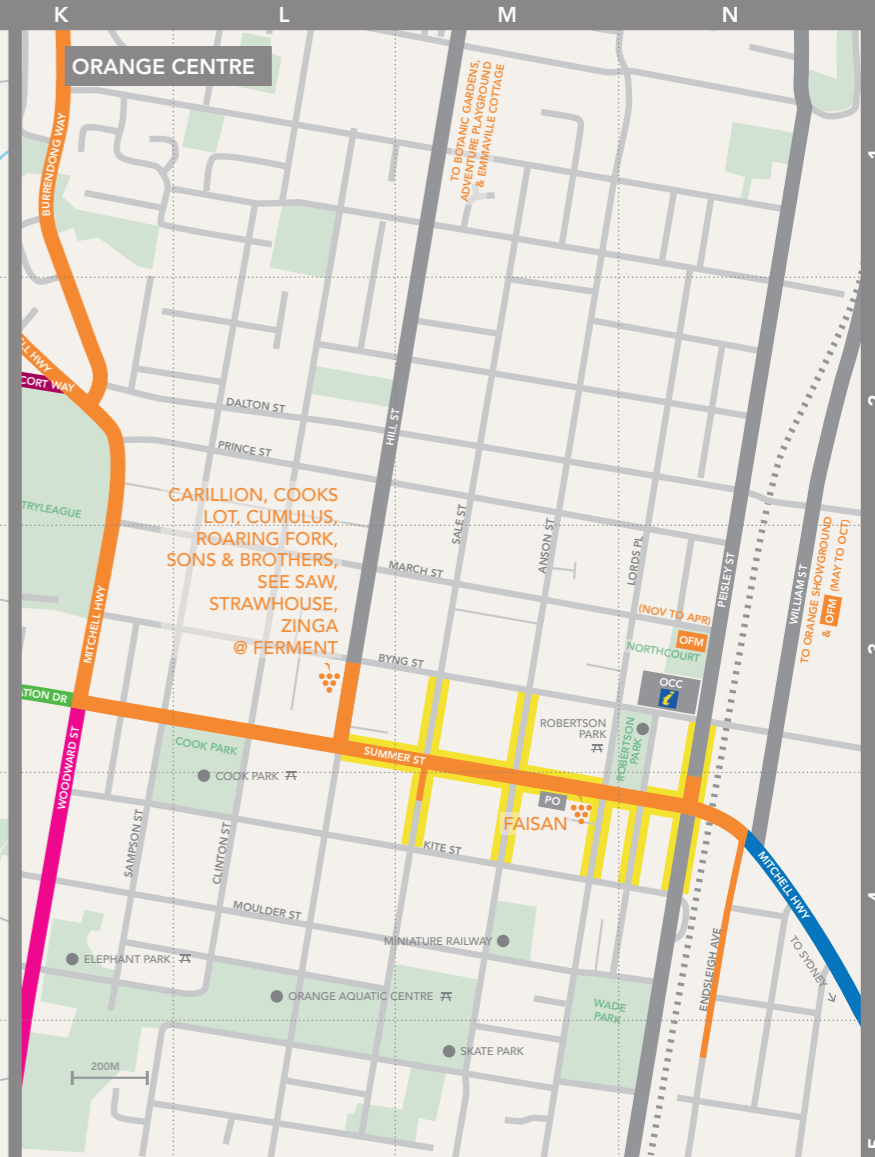 K
L
M
N
ORANGE CENTRE
BURRENDONG WAY
TO BOTANIC GARDENS,
ADVENTURE PLAYGROUND
& EMMAVILLE COTTAGE
1
LL HWY
CORT WAY
DALTON ST
HILL ST
2
PRINCE ST
TRYLEAGUE
CARILLION, COOKS
LOT, CUMULUS,
ROARING FORK,
SONS & BROTHERS,
SEE SAW,
STRAWHOUSE,
ZINGA
@ FERMENT
SALE ST
ANSON ST
LORDS PL
PEISLEY ST
WILLIAM ST
TO ORANGE SHOWGROUND
& OFM (MAY TO OCT)
MARCH ST
MITCHELL HWY
(NOV TO APR)
OFM
NORTHCOURT
3
BYNG ST
OCC
i
ATION DR
WOODWARD ST
COOK PARK
SUMMER ST
ROBERTSON
PARK
ROBERTSON
PARK
COOK PARK
PO
FAISAN
SAMPSON ST
CLINTON ST
KITE ST
MITCHELL HWY
4
MOULDER ST
MINIATURE RAILWAY
ELEPHANT PARK
ENDSLEIGH AVE
TO SYDNEY
ORANGE AQUATIC CENTRE
WADE
PARK
SKATE PARK
200M
5